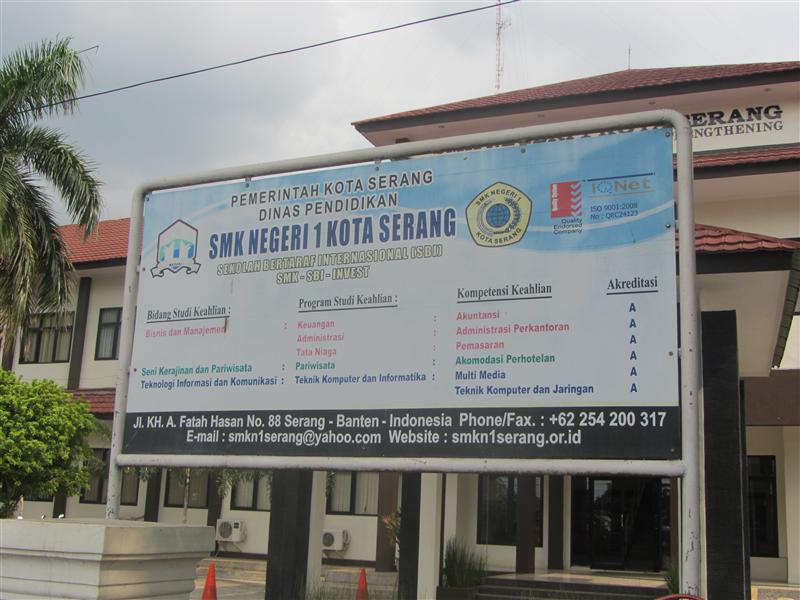 SERANG
NGTHENING
PEMERINTAH KOTA SERANG
DINAS PENDIDIKAN
SMK NEGERI 1 KOTA SERANG
SEKOLAH BERTARAF INTERNASIONAL (SBI)
SMK - SBI - INVEST
SMK NEGERI 1
KOTA SERANG
Quality
Endorsed
Company
IQNet
ISO 9001:2008
No : QEC24123
Bidang Studi Keahlian : Program Studi Keahlian : Kompetensi Keahlian Akreditasi
Bisnis dan Manajemen : Keuangan : Akuntansi A
Administrasi Administrasi Perkantoran A
Tata Niaga Pemasaran A
Seni Kerajinan dan Pariwisata : Pariwisata : Akomodasi Perhotelan A
Teknologi Informasi dan Komunikasi : Teknik Komputer dan Informatika : Multi Media A
Teknik Komputer dan Jaringan A
Jl. KH. A. Fatah Hasan No. 88 Serang - Banten - Indonesia Phone/Fax. : +62 254 200 317
E-mail : smkn1serang@yahoo.com Website : smkn1serang.or.id